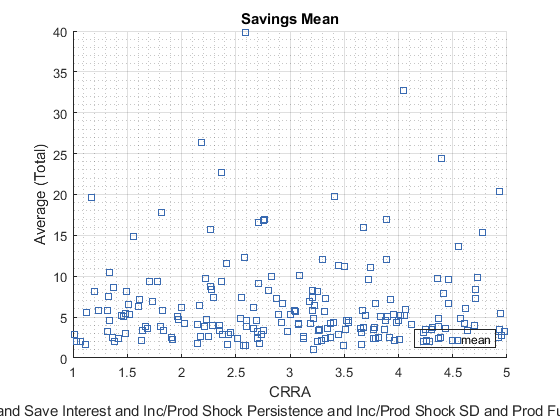 Savings Mean
Average (Total)
40
35
30
25
20
15
10
5
0
1 1.5 2 2.5 3 3.5 4 4.5 5
mean
CRRA
and Save Interest and Inc/Prod Shock Persistence and Inc/Prod Shock SD and Prod Fu